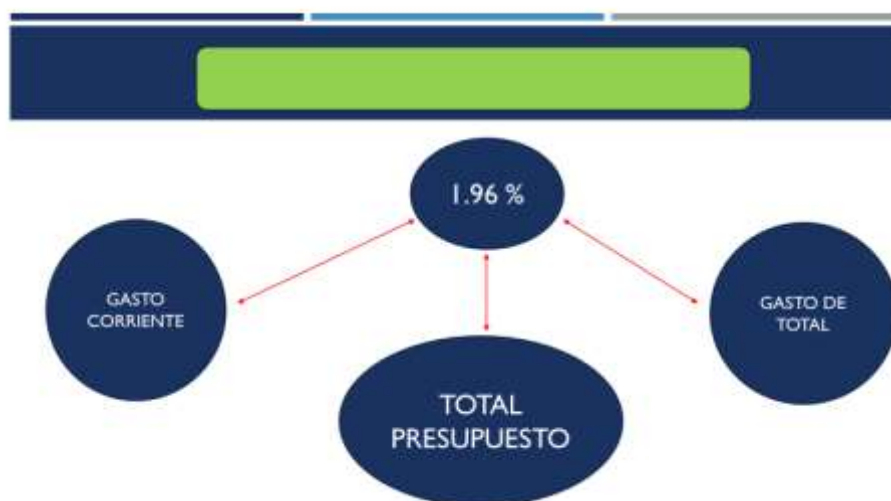 1.96 %
GASTO
CORRIENTE
GASTO DE
TOTAL
TOTAL
PRESUPUESTO